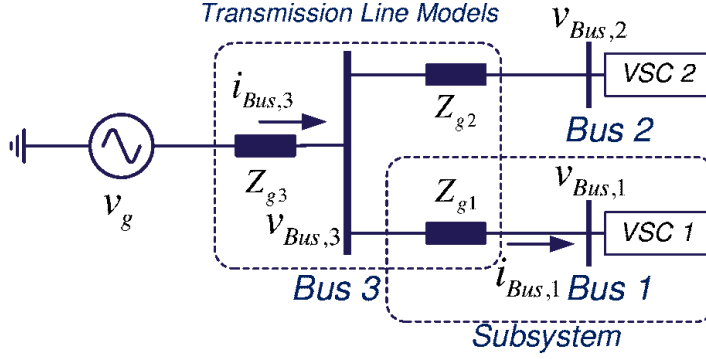 Transmission Line Models
v_{Bus,2}
VSC 2
i_{Bus,3}
Z_{g2}
Bus 2
Z_{g3}
Z_{g1}
v_{Bus,1}
v_g
v_{Bus,3}
VSC 1
Bus 3
i_{Bus,1}
Bus 1
Subsystem